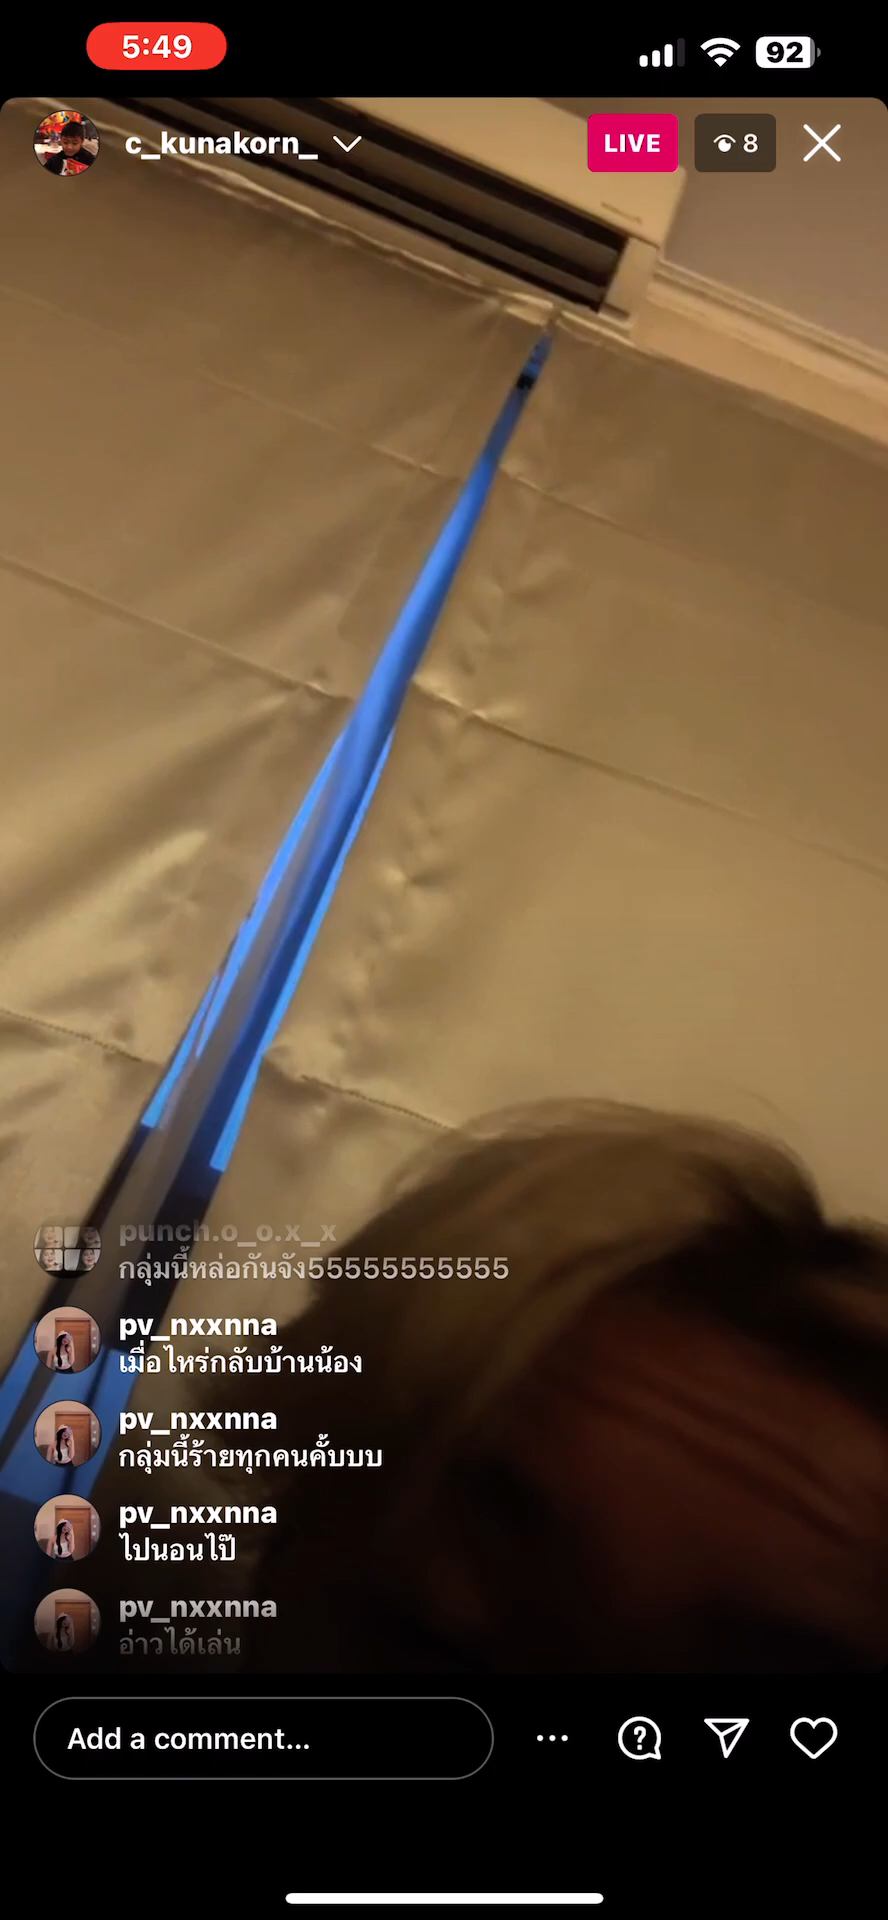 5:49
92
c_kunakorn_
LIVE
8
punch.o_o.x_x
กลุ่มนี้หล่อกันจัง55555555555
pv_nxxnna
เมื่อไหร่กลับบ้านน้อง
pv_nxxnna
กลุ่มนี้ร้ายทุกคนคั้บบบ
pv_nxxnna
ไปนอนไป๊
pv_nxxnna
อ่าวได้เล่น
Add a comment...